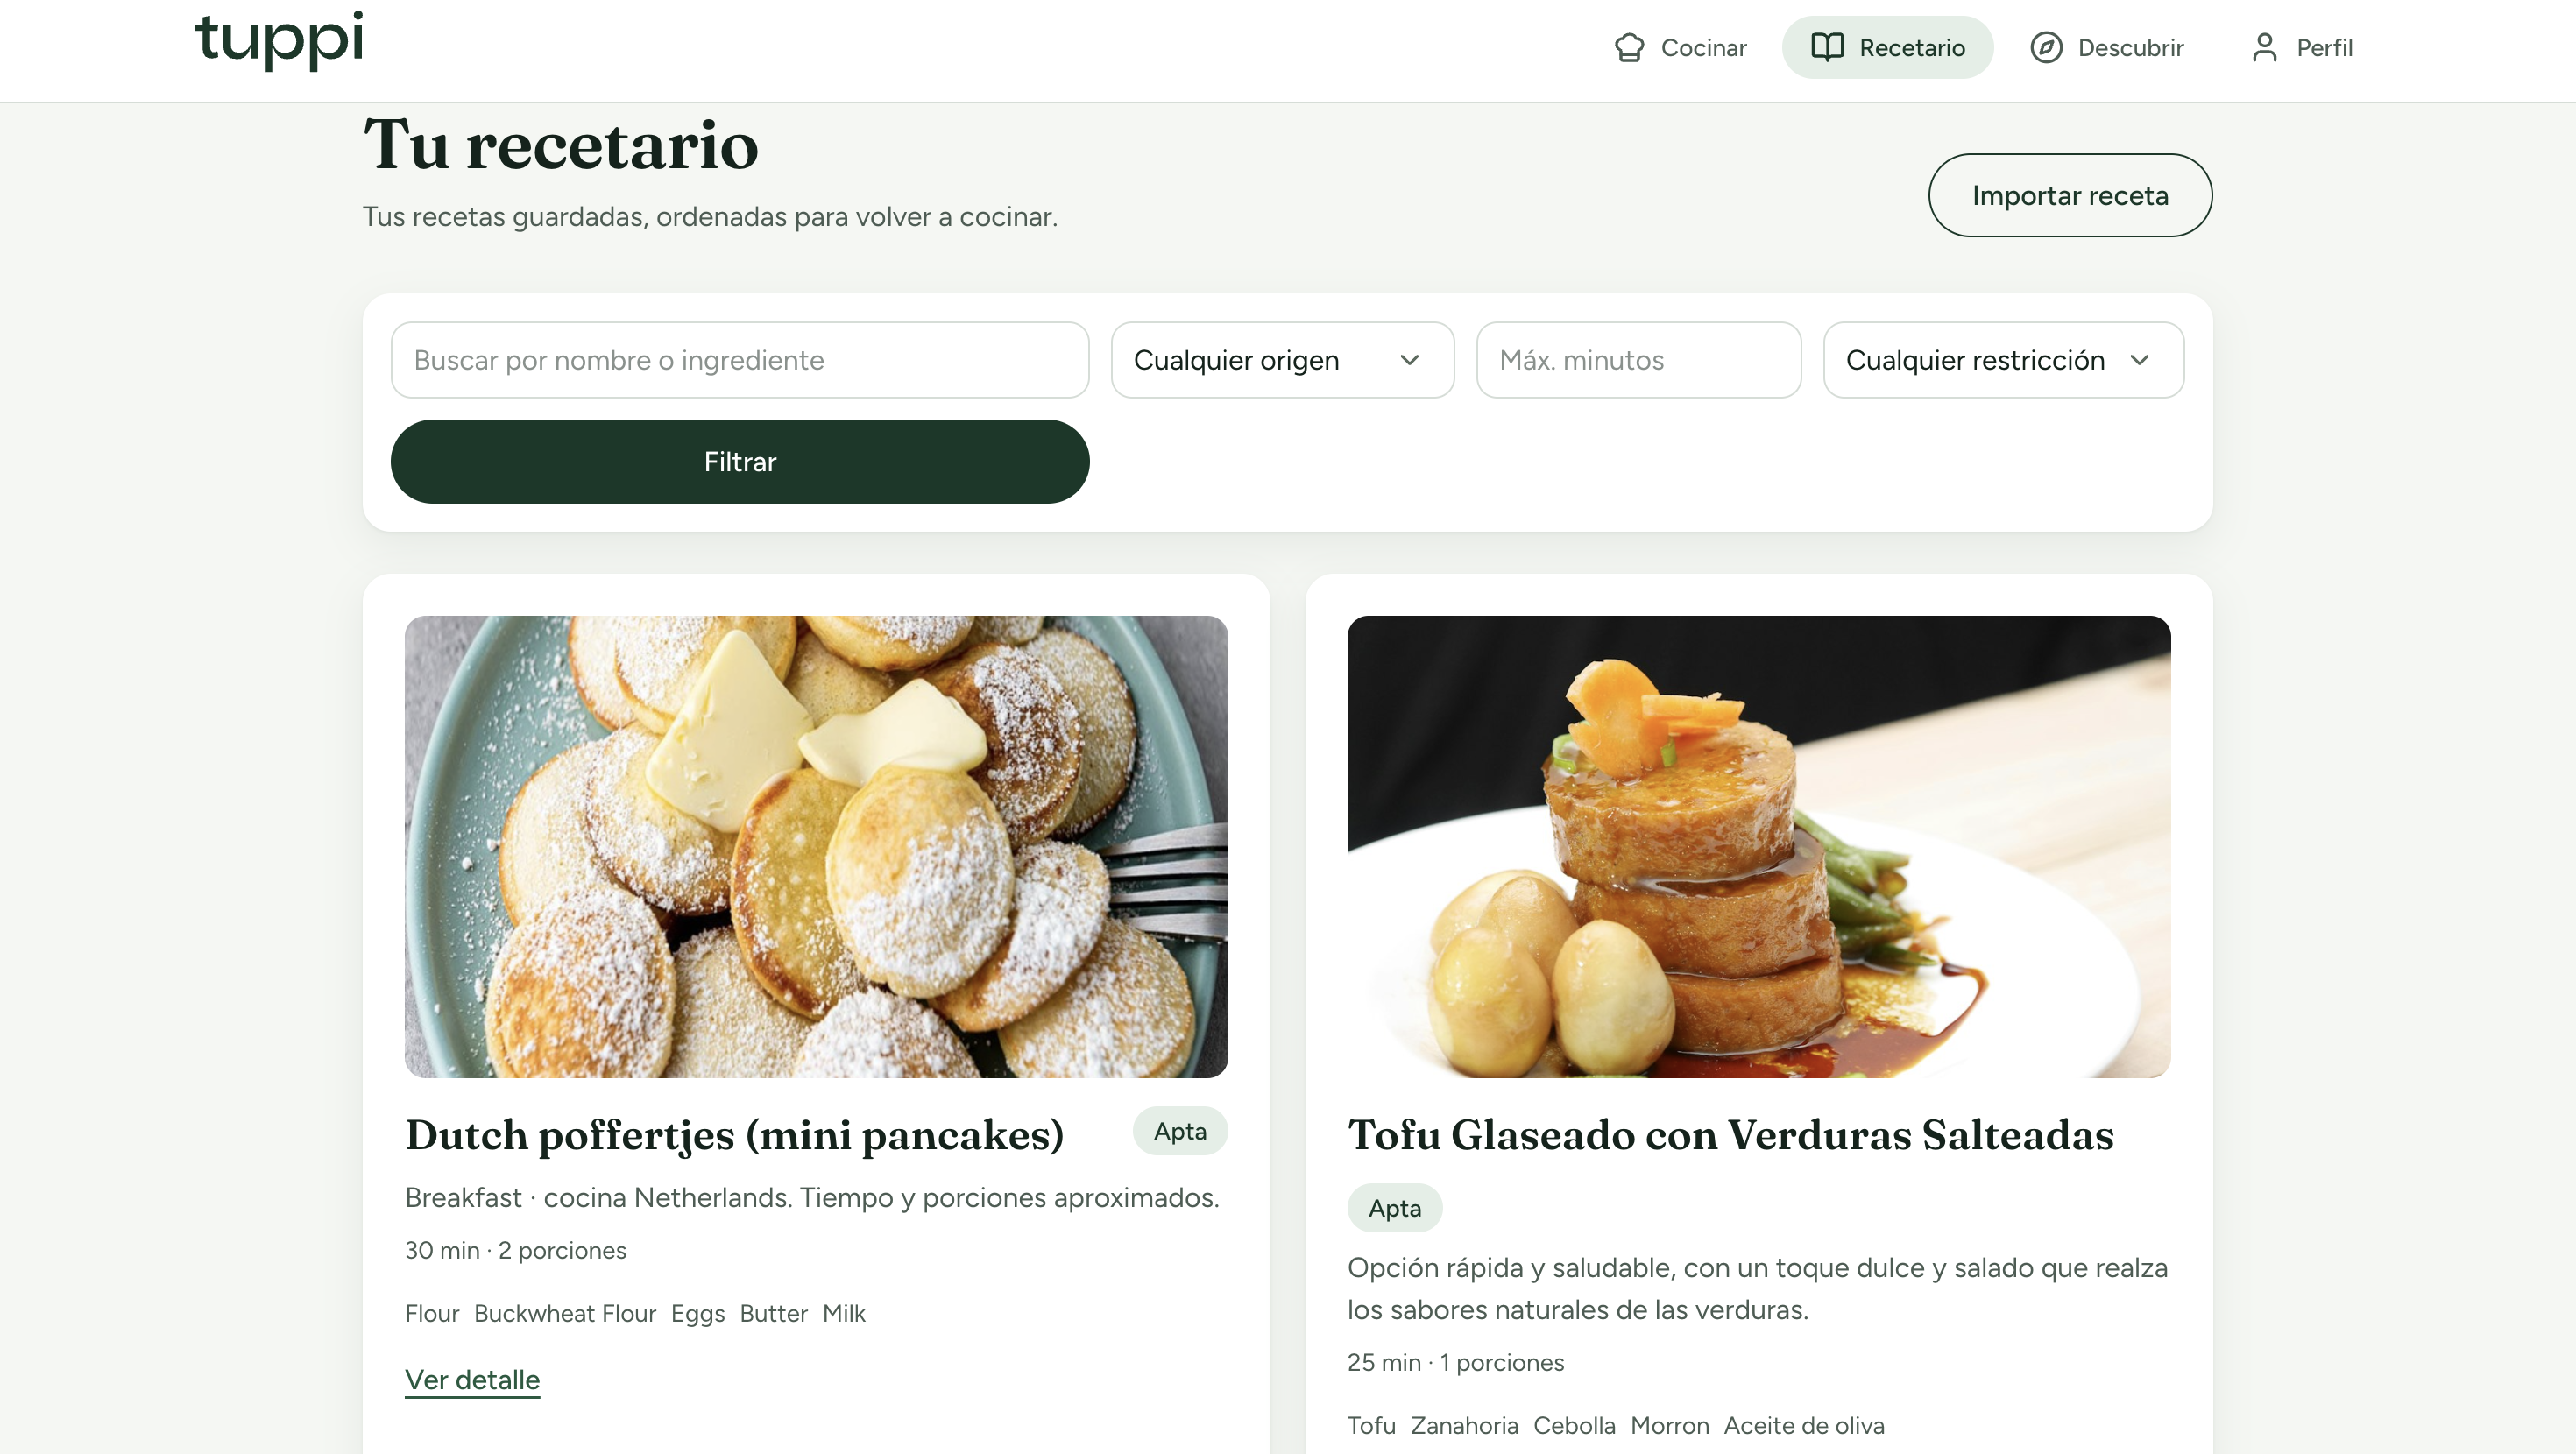 tuppi
Cocinar
Recetario
Descubrir
Perfil
Tu recetario
Tus recetas guardadas, ordenadas para volver a cocinar.
Importar receta
Buscar por nombre o ingrediente
Cualquier origen
Máx. minutos
Cualquier restricción
Filtrar
Dutch poffertjes (mini pancakes)
Apta
Breakfast · cocina Netherlands. Tiempo y porciones aproximados.
30 min · 2 porciones
Flour Buckwheat Flour Eggs Butter Milk
Ver detalle
Tofu Glaseado con Verduras Salteadas
Apta
Opción rápida y saludable, con un toque dulce y salado que realza
los sabores naturales de las verduras.
25 min · 1 porciones
Tofu Zanahoria Cebolla Morron Aceite de oliva